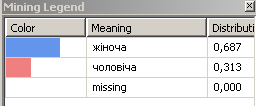 Mining Legend
Color Meaning Distributi
жіноча 0,687
чоловіча 0,313
missing 0,000